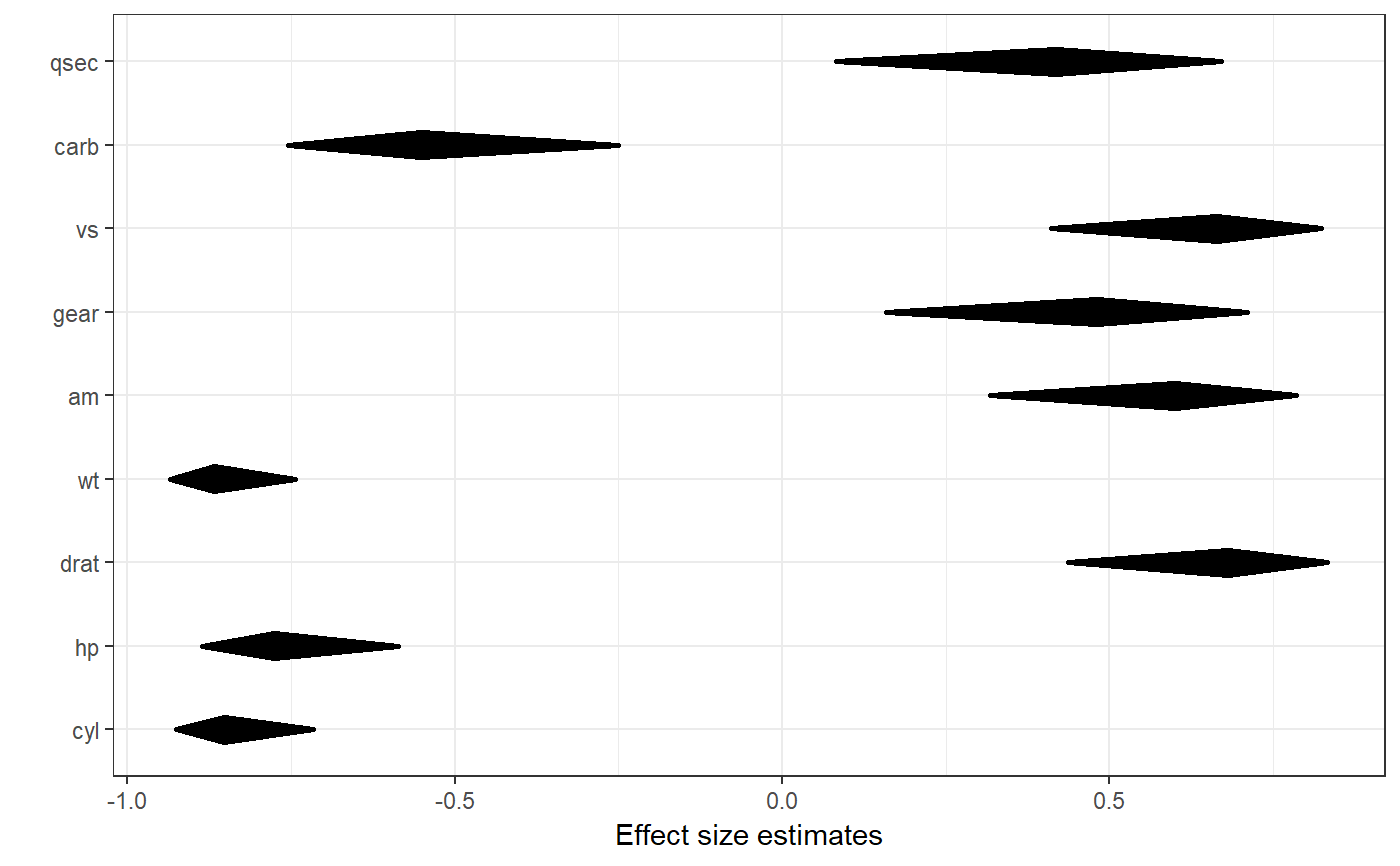 qsec
carb
vs
gear
am
wt
drat
hp
cyl
-1.0 -0.5 0.0 0.5
Effect size estimates